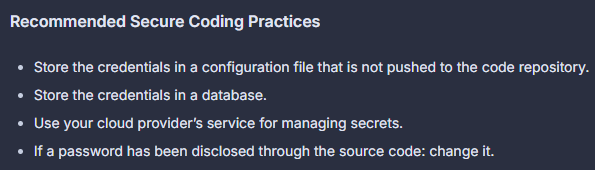 Recommended Secure Coding Practices
• Store the credentials in a configuration file that is not pushed to the code repository.
• Store the credentials in a database.
• Use your cloud provider’s service for managing secrets.
• If a password has been disclosed through the source code: change it.